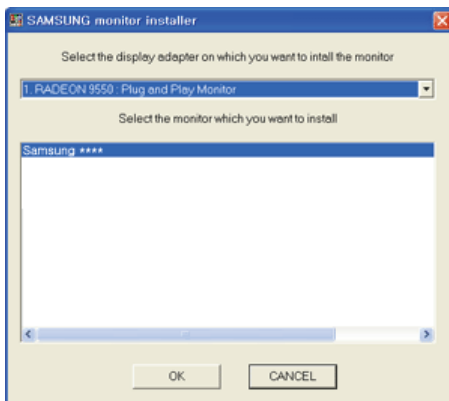 SAMSUNG monitor installer
Select the display adapter on which you want to intall the monitor
1. RADEON 9550 : Plug and Play Monitor
Select the monitor which you want to install
Samsung ****
OK
CANCEL